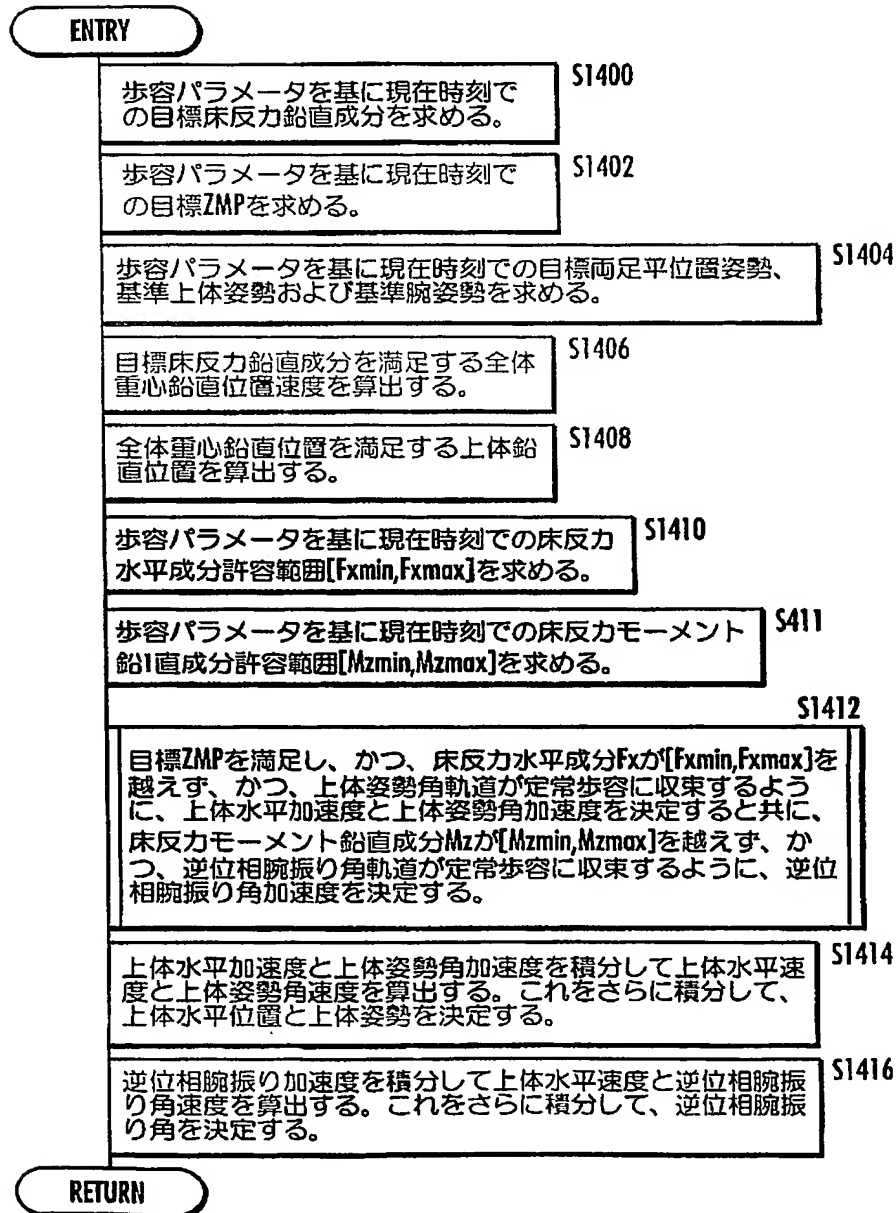 ENTRY
S1400
歩容パラメータを基に現在時刻で
の目標床反力鉛直成分を求める。
S1402
歩容パラメータを基に現在時刻で
の目標ZMPを求める。
S1404
歩容パラメータを基に現在時刻での目標両足平位置姿勢、
基準上体姿勢および基準腕姿勢を求める。
S1406
目標床反力鉛直成分を満足する全体
重心鉛直位置速度を算出する。
S1408
全体重心鉛直位置を満足する上体鉛
直位置を算出する。
S1410
歩容パラメータを基に現在時刻での床反力
水平成分許容範囲[Fxmin,Fxmax]を求める。
S411
歩容パラメータを基に現在時刻での床反力モーメント
鉛1直成分許容範囲[Mzmin,Mzmax]を求める。
S1412
目標ZMPを満足し、かつ、床反力水平成分Fxが[Fxmin,Fxmax]を
越えず、かつ、上体姿勢角軌道が定常歩容に収束するよう
に、上体水平加速度と上体姿勢角加速度を決定すると共に、
床反力モーメント鉛直成分Mzが[Mzmin,Mzmax]を越えず、か
つ、逆位相腕振り角軌道が定常歩容に収束するように、逆位
相腕振り角加速度を決定する。
S1414
上体水平加速度と上体姿勢角加速度を積分して上体水平速
度と上体姿勢角速度を算出する。これをさらに積分して、
上体水平位置と上体姿勢を決定する。
S1416
逆位相腕振り加速度を積分して上体水平速度と逆位相腕振
り角速度を算出する。これをさらに積分して、逆位相腕振
り角を決定する。
RETURN